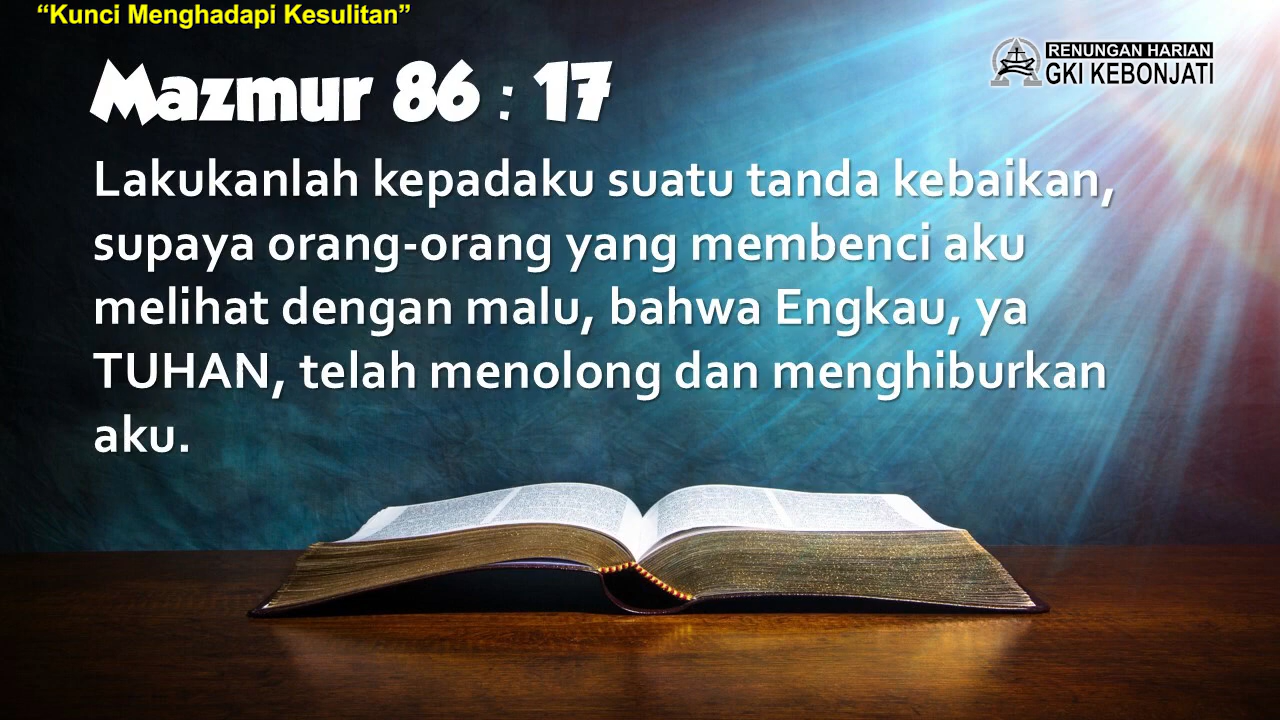 “Kunci Menghadapi Kesulitan”
RENUNGAN HARIAN
GKI KEBONJATI
Mazmur 86 : 17
Lakukanlah kepadaku suatu tanda kebaikan,
supaya orang-orang yang membenci aku
melihat dengan malu, bahwa Engkau, ya
TUHAN, telah menolong dan menghiburkan
aku.